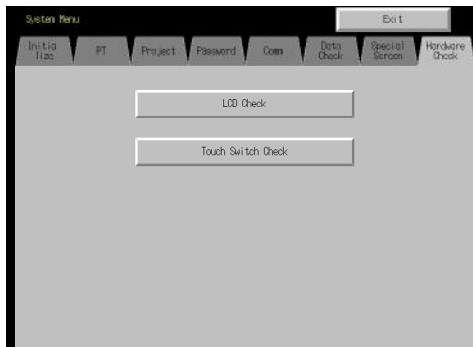 System Menu
Exit
Initia
lize
PT
Project
Password
Comm
Data
Check
Special
Screen
Hardware
Check
LCD Check
Touch Switch Check